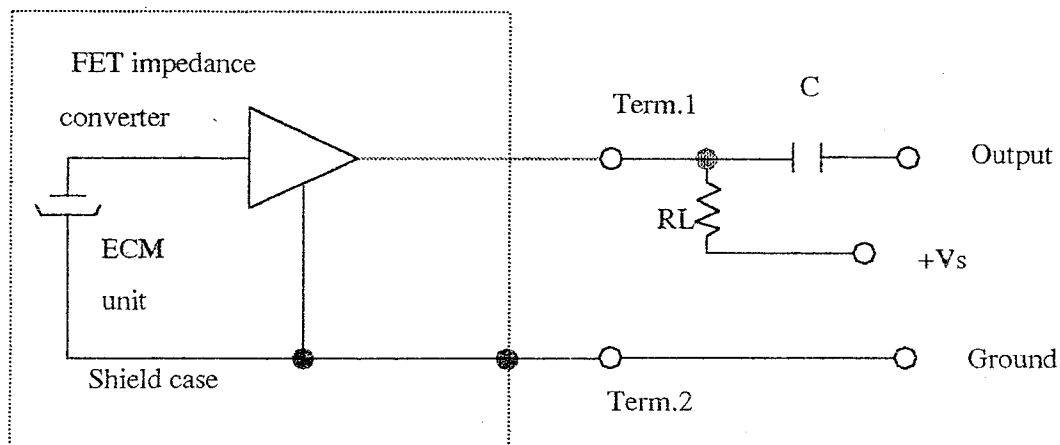 FET impedance
converter
Term.1
C
Output
RL
+Vs
ECM
unit
Shield case
Term.2
Ground